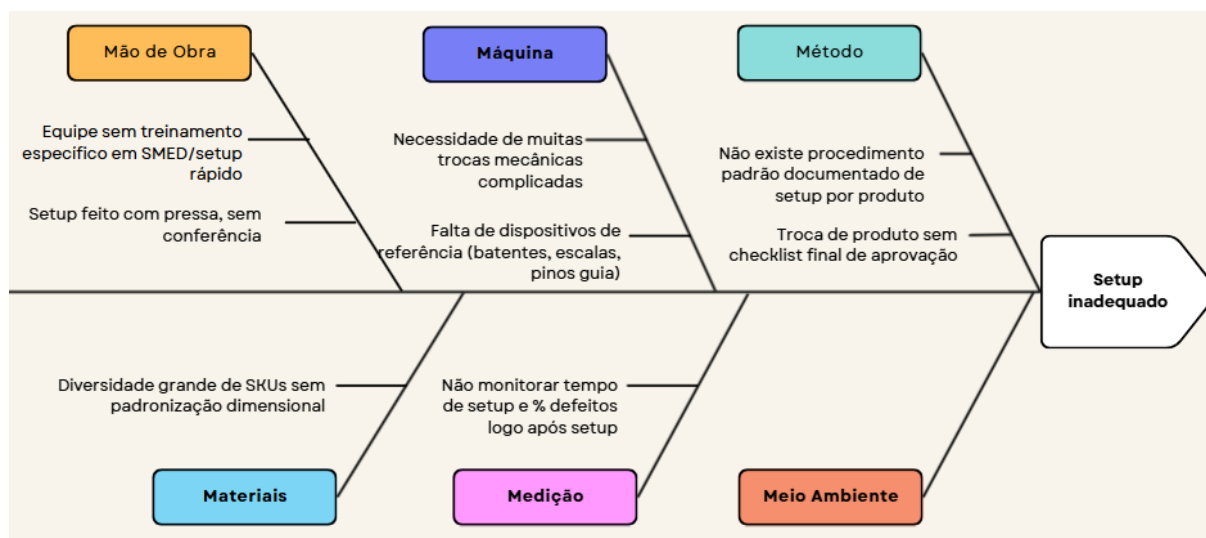 Mão de Obra
Máquina
Método
Equipe sem treinamento
específico em SMED/setup
rápido
Setup feito com pressa, sem
conferência
Necessidade de muitas
trocas mecânicas
complicadas
Falta de dispositivos de
referência (batentes, escalas,
pinos guia)
Não existe procedimento
padrão documentado de
setup por produto
Troca de produto sem
checklist final de aprovação
Setup
inadequado
Diversidade grande de SKUs sem
padronização dimensional
Não monitorar tempo
de setup e % defeitos
logo após setup
Materiais
Medição
Meio Ambiente